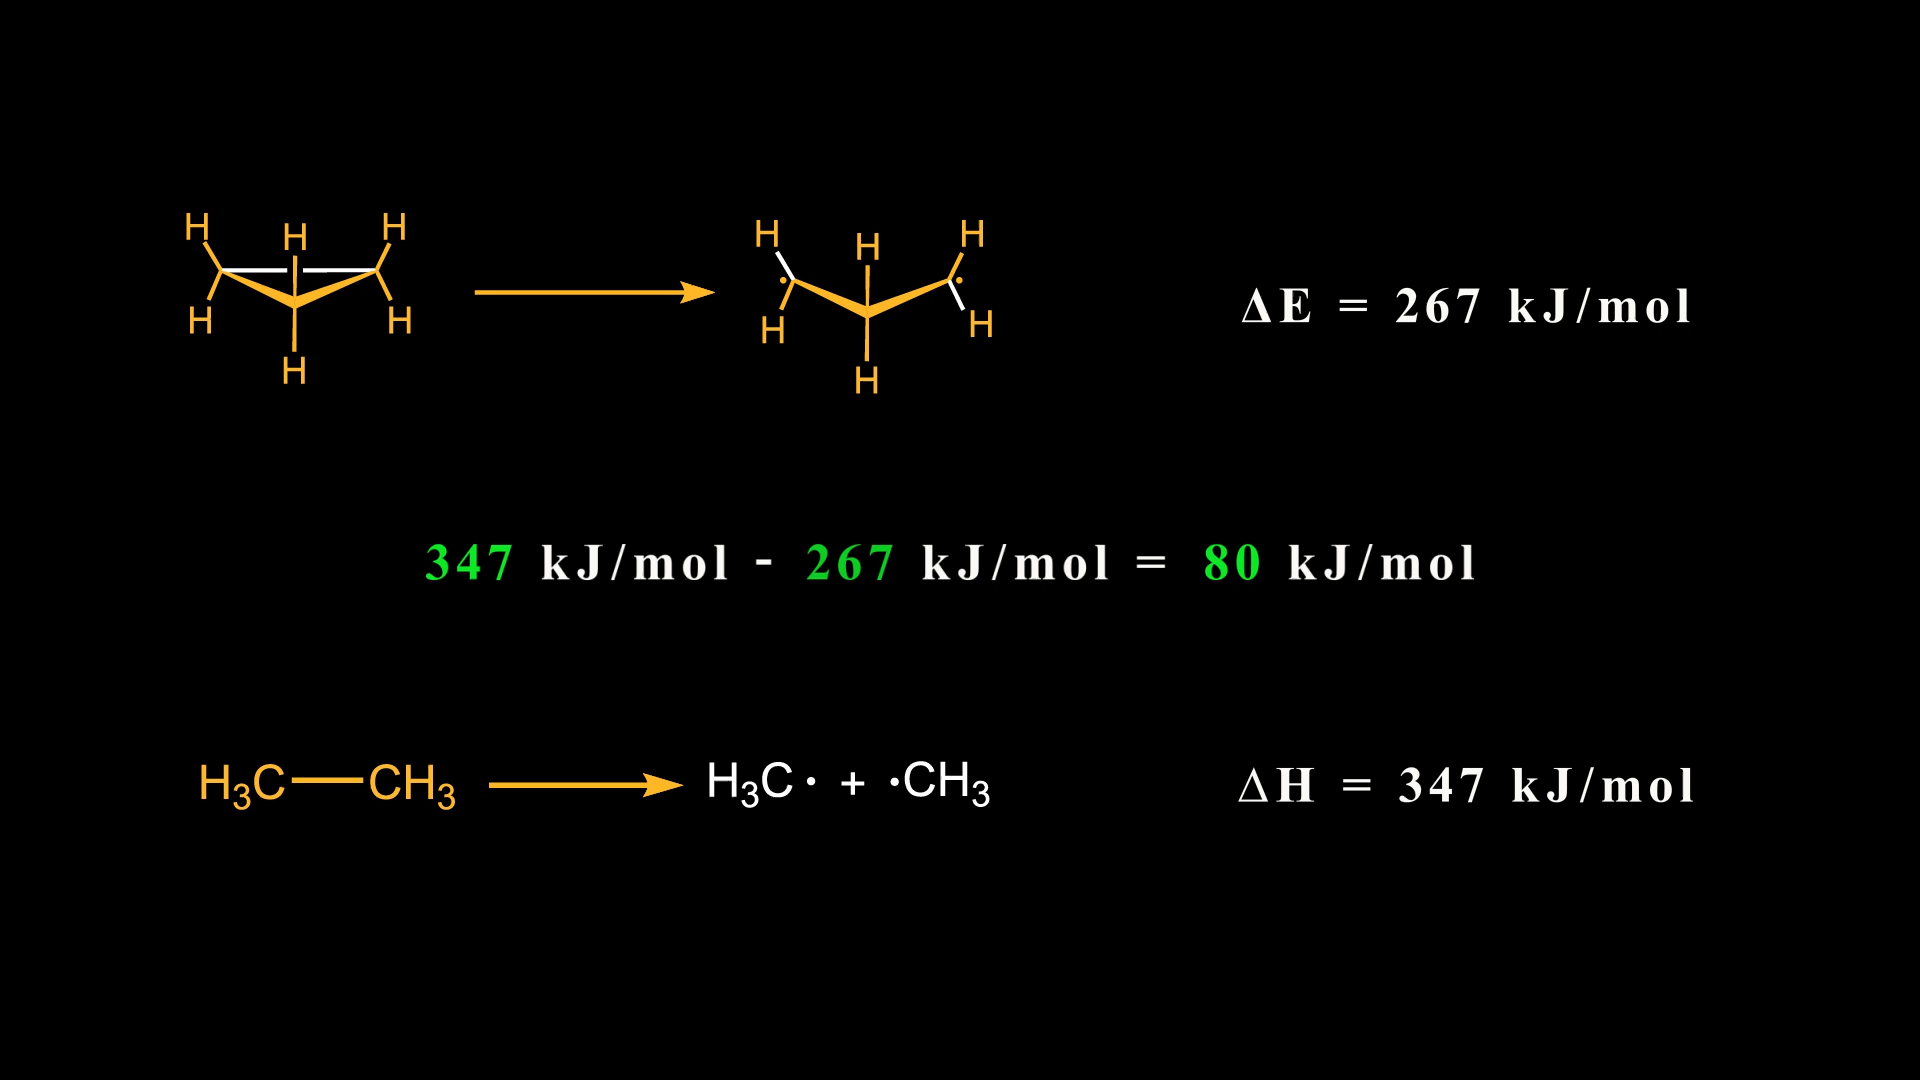 H H H H H H
H H H H H H
ΔE = 267 kJ/mol
347 kJ/mol - 267 kJ/mol = 80 kJ/mol
H₃C—CH₃ → H₃C· + ·CH₃
ΔH = 347 kJ/mol